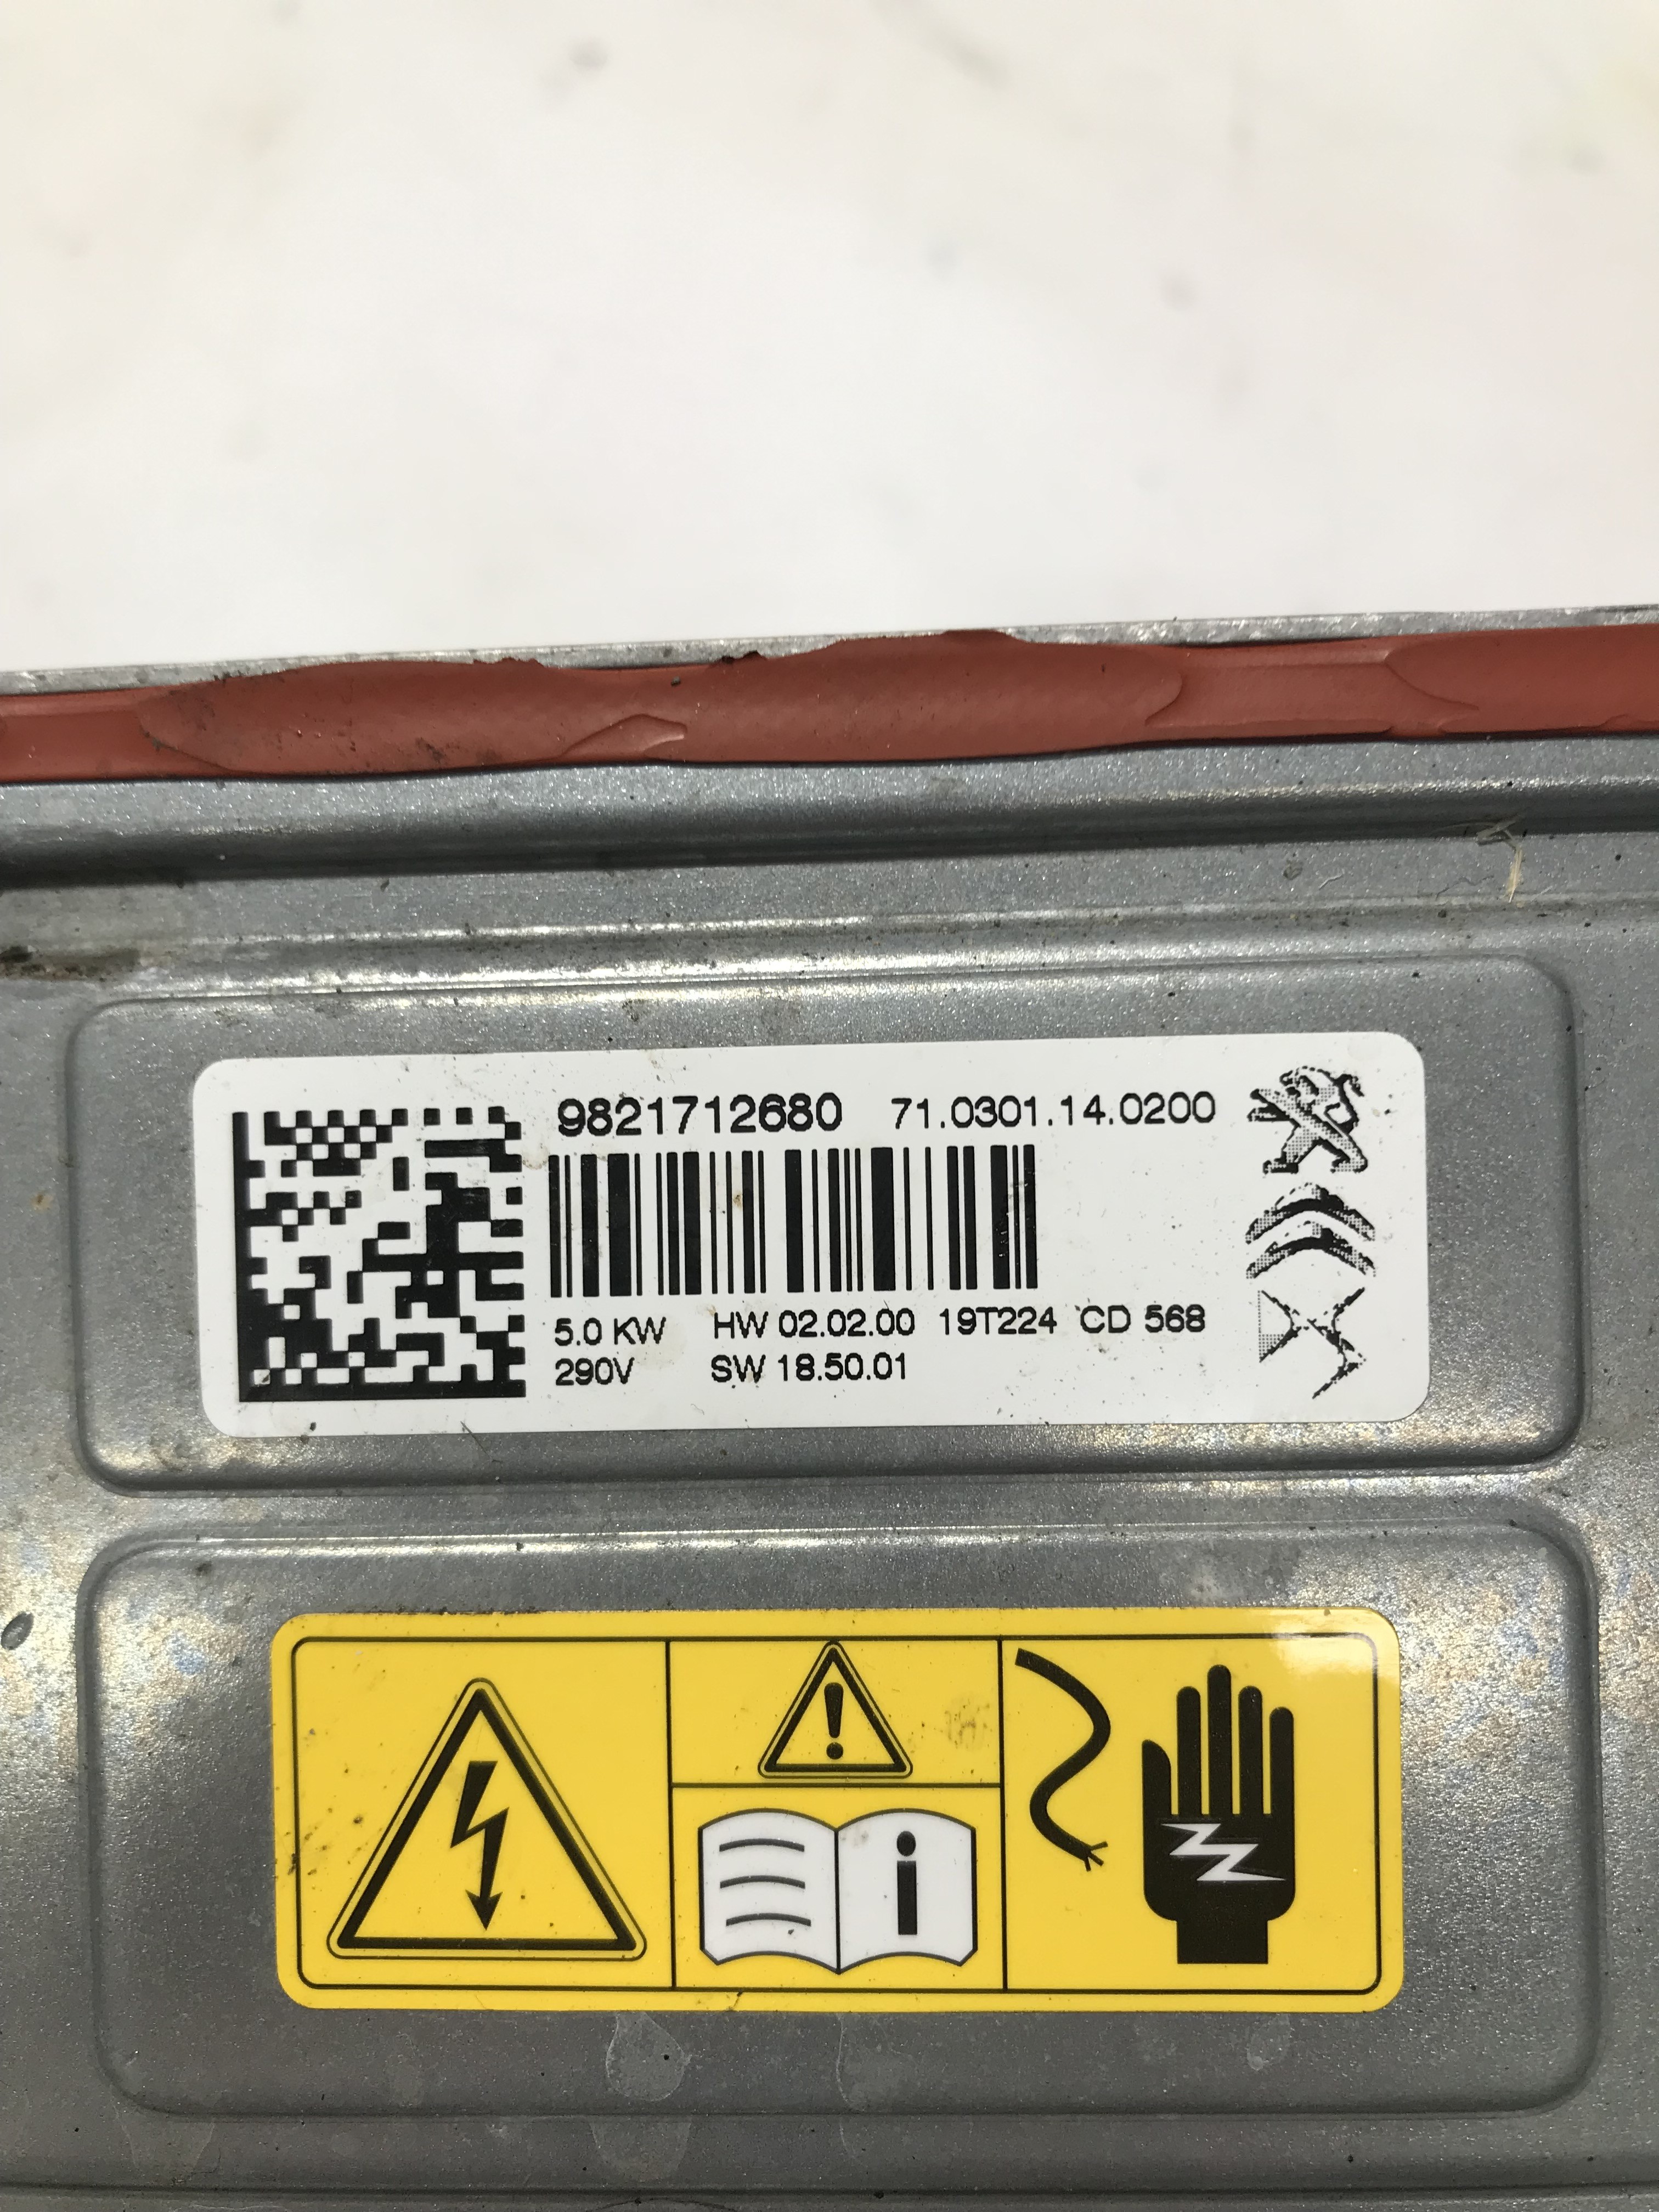 9821712680 71.0301.14.0200
5.0 KW HW 02.02.00 19T224 CD 568
290V SW 18.50.01
i